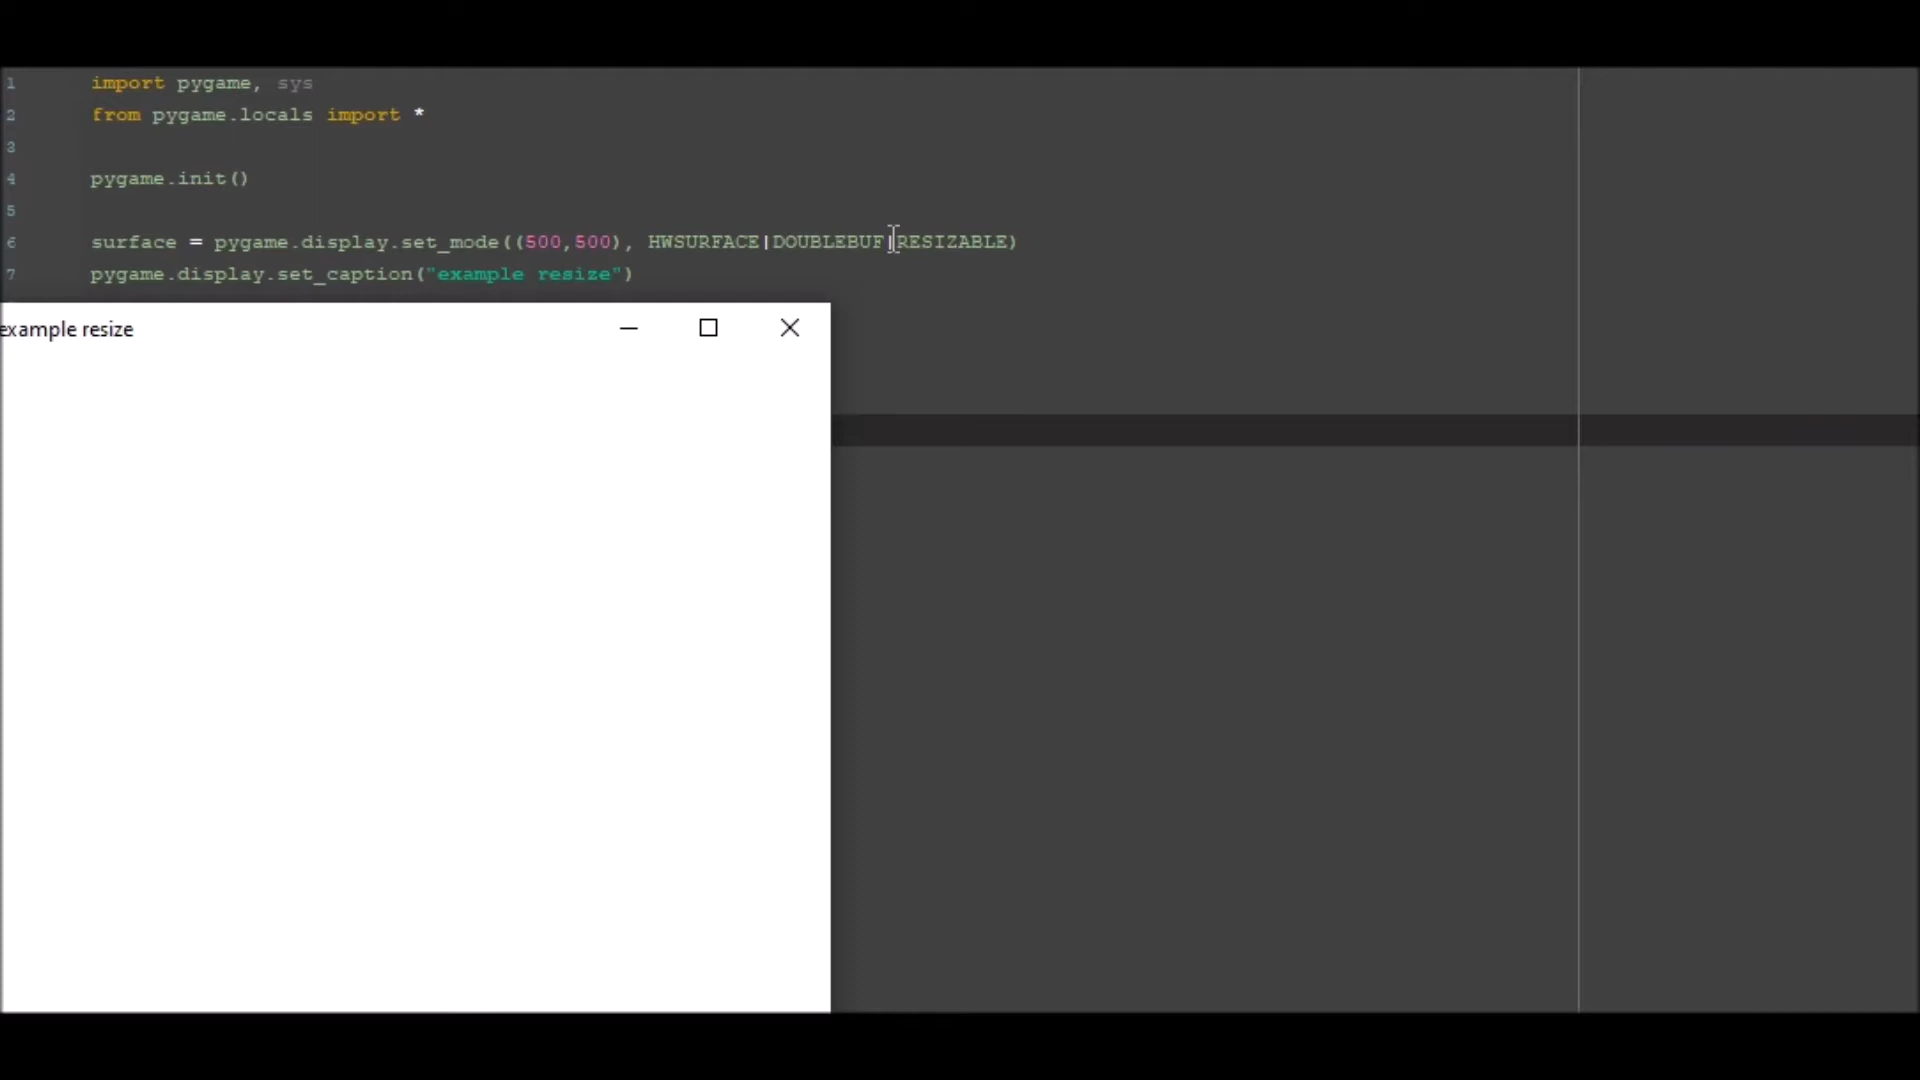 1 import pygame, sys
2 from pygame.locals import *
3
4 pygame.init()
5
6 surface = pygame.display.set_mode((500,500), HWSURFACE|DOUBLEBUF|RESIZABLE)
7 pygame.display.set_caption("example resize")
example resize